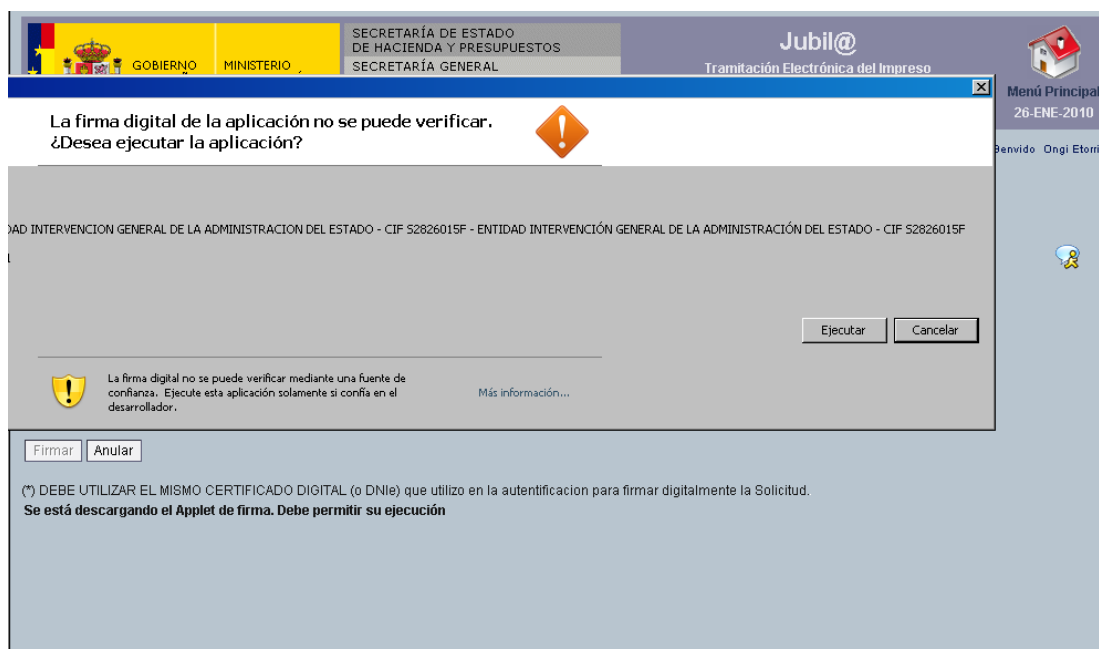 SECRETARÍA DE ESTADO
DE HACIENDA Y PRESUPUESTOS
GOBIERNO MINISTERIO
SECRETARÍA GENERAL
Jubil@
Tramitación Electrónica del Impreso
Menú Principal
26-ENE-2010
La firma digital de la aplicación no se puede verificar.
¿Desea ejecutar la aplicación?
Benvido Ongi Etorri
DAD INTERVENCION GENERAL DE LA ADMINISTRACION DEL ESTADO - CIF S2826015F - ENTIDAD INTERVENCIÓN GENERAL DE LA ADMINISTRACIÓN DEL ESTADO - CIF S2826015F
Ejecutar Cancelar
La firma digital no se puede verificar mediante una fuente de
confianza. Ejecute esta aplicación solamente si confía en el
desarrollador.
Más información...
Firmar Anular
(*) DEBE UTILIZAR EL MISMO CERTIFICADO DIGITAL (o DNIe) que utilizo en la autentificacion para firmar digitalmente la Solicitud.
Se está descargando el Applet de firma. Debe permitir su ejecución